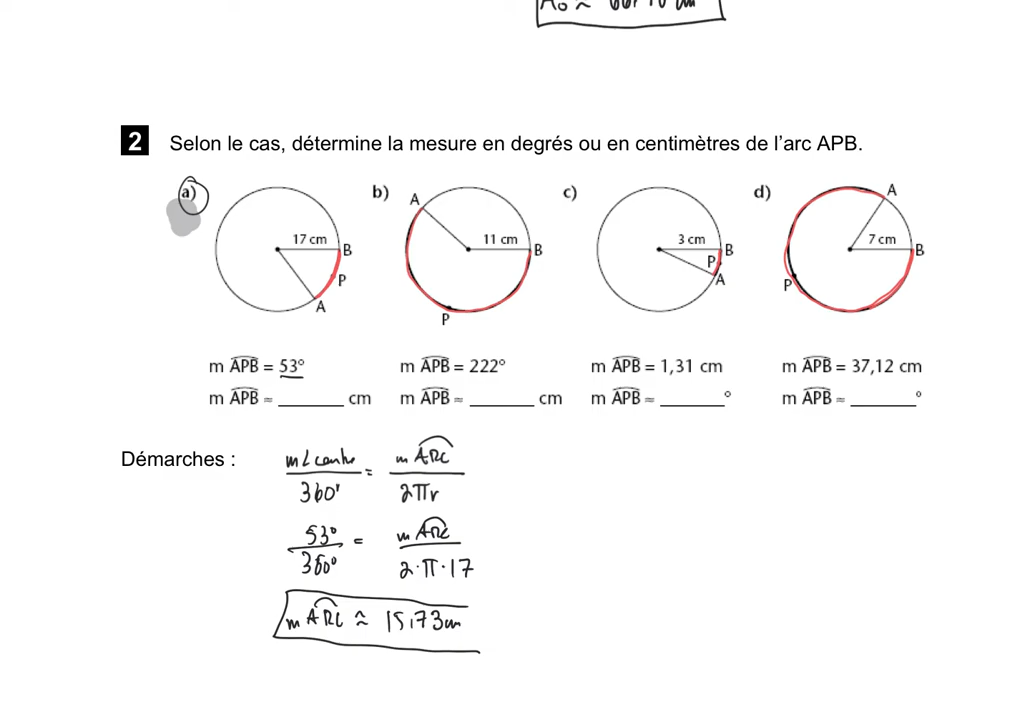 2 Selon le cas, détermine la mesure en degrés ou en centimètres de l'arc APB.
a) b) c) d)
17 cm B P A
A 11 cm B P
3 cm B P A
A 7 cm B P
m APB = 53° m APB = 222° m APB = 1,31 cm m APB = 37,12 cm
m APB ≈ ______ cm m APB ≈ ______ cm m APB ≈ ______ ° m APB ≈ ______ °
Démarches : m∠centre / 360° = m ARC / 2πr
53° / 360° = m ARC / 2·π·17
m ARC ≈ 15,73cm